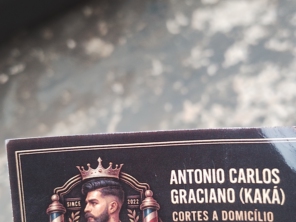 SINCE 2022
ANTONIO CARLOS
GRACIANO (KAKÁ)
CORTES A DOMICÍLIO